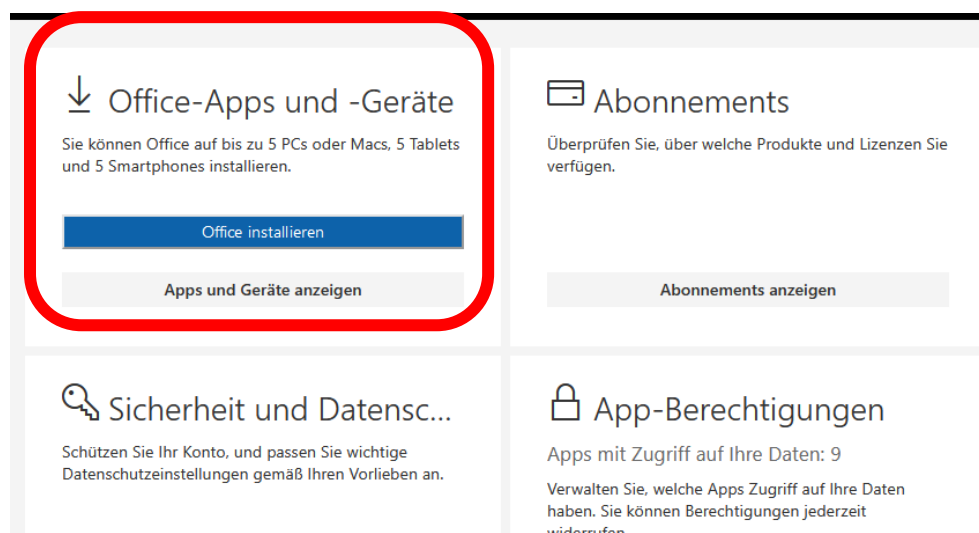 Office-Apps und -Geräte
Sie können Office auf bis zu 5 PCs oder Macs, 5 Tablets
und 5 Smartphones installieren.
Office installieren
Apps und Geräte anzeigen
Abonnements
Überprüfen Sie, über welche Produkte und Lizenzen Sie
verfügen.
Abonnements anzeigen
Sicherheit und Datensc...
Schützen Sie Ihr Konto, und passen Sie wichtige
Datenschutzeinstellungen gemäß Ihren Vorlieben an.
App-Berechtigungen
Apps mit Zugriff auf Ihre Daten: 9
Verwalten Sie, welche Apps Zugriff auf Ihre Daten
haben. Sie können Berechtigungen jederzeit
widerrufen